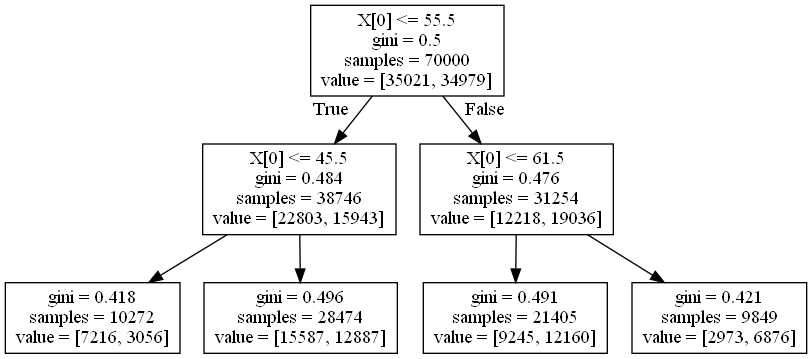 X[0] <= 55.5
gini = 0.5
samples = 70000
value = [35021, 34979]
True
False
X[0] <= 45.5
gini = 0.484
samples = 38746
value = [22803, 15943]
X[0] <= 61.5
gini = 0.476
samples = 31254
value = [12218, 19036]
gini = 0.418
samples = 10272
value = [7216, 3056]
gini = 0.496
samples = 28474
value = [15587, 12887]
gini = 0.491
samples = 21405
value = [9245, 12160]
gini = 0.421
samples = 9849
value = [2973, 6876]